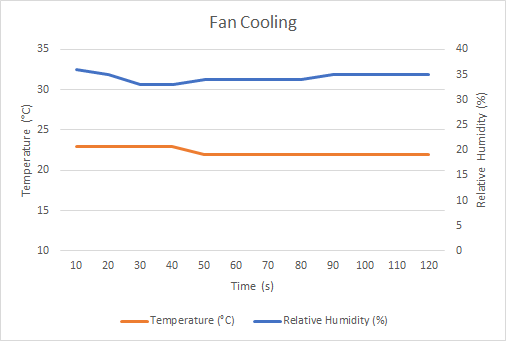 Fan Cooling
35
30
25
20
15
10
Temperature (°C)
40
35
30
25
20
15
10
5
0
Relative Humidity (%)
10 20 30 40 50 60 70 80 90 100 110 120
Time (s)
Temperature (°C) Relative Humidity (%)